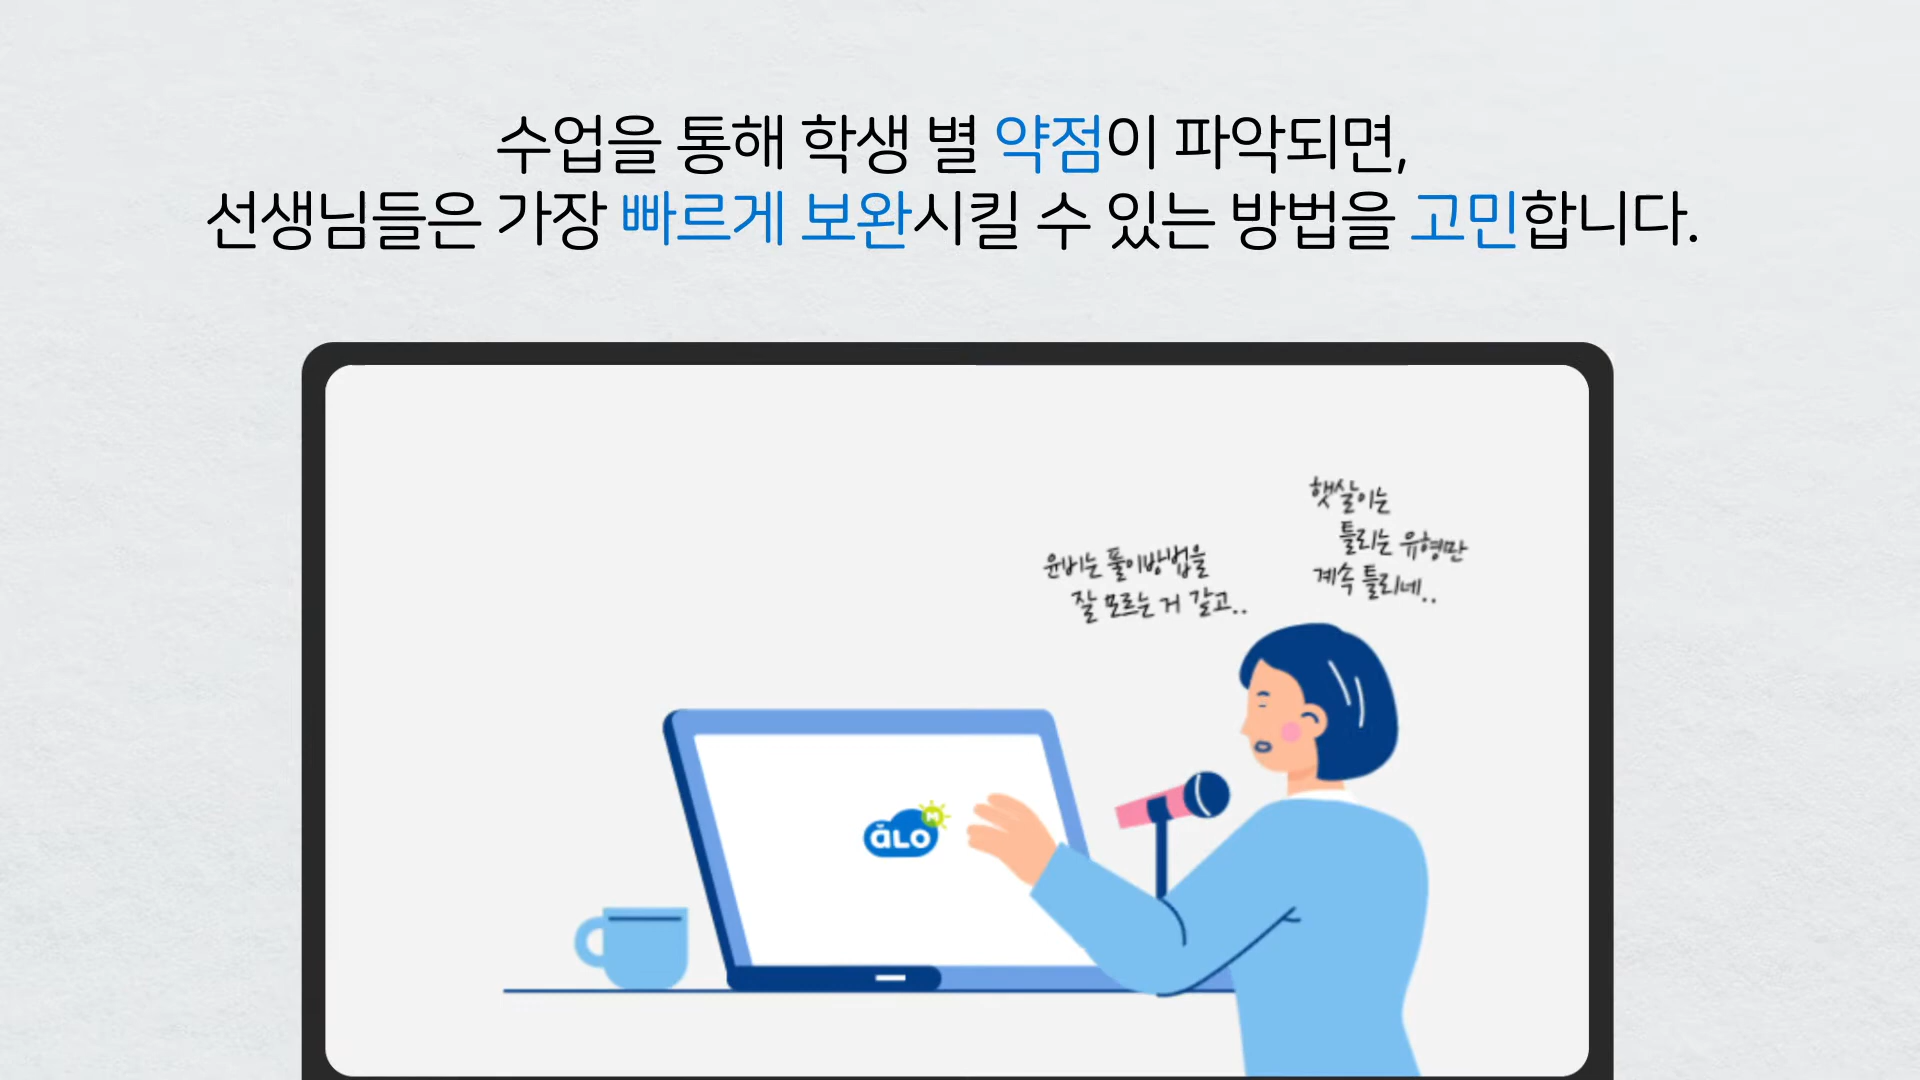 수업을 통해 학생 별 약점이 파악되면,
선생님들은 가장 빠르게 보완시킬 수 있는 방법을 고민합니다.
햇살이는
틀리는 유형만
계속 틀리네..
윤비는 풀이방법을
잘 모르는 거 같고..
ăLO
M